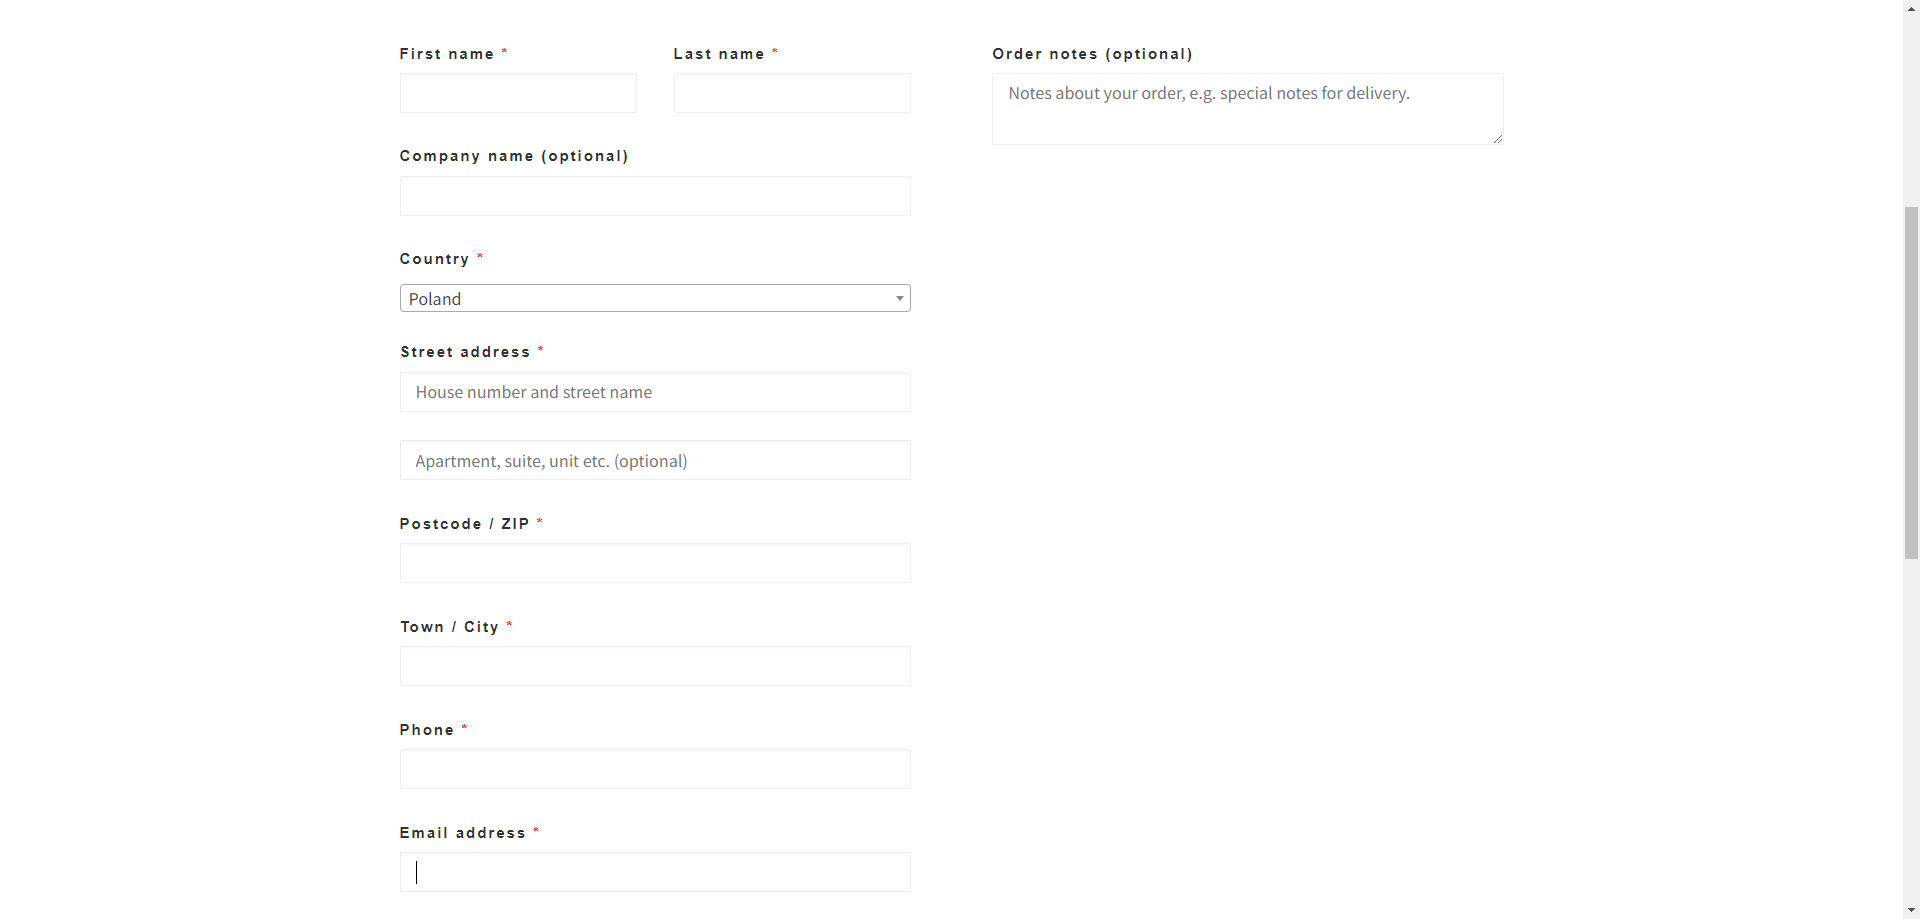 First name *
Last name *
Company name (optional)
Country *
Poland
Street address *
House number and street name
Apartment, suite, unit etc. (optional)
Postcode / ZIP *
Town / City *
Phone *
Email address *
Order notes (optional)
Notes about your order, e.g. special notes for delivery.